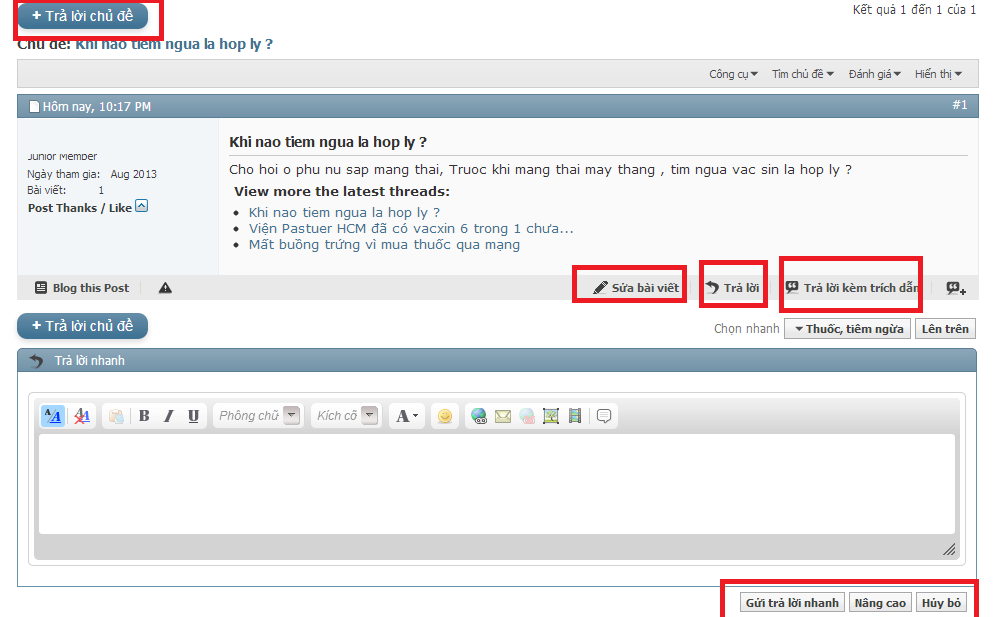 + Trả lời chủ đề
Kết quả 1 đến 1 của 1
Chủ đề: Khi nao tiem ngua la hop ly ?
Công cụ Tìm chủ đề Đánh giá Hiển thị
Hôm nay, 10:17 PM #1
Junior Member
Ngày tham gia: Aug 2013
Bài viết: 1
Post Thanks / Like
Khi nao tiem ngua la hop ly ?
Cho hoi o phu nu sap mang thai, Truoc khi mang thai may thang , tim ngua vac sin la hop ly ?
View more the latest threads:
• Khi nao tiem ngua la hop ly ?
• Viện Pastuer HCM đã có vacxin 6 trong 1 chưa...
• Mất buồng trứng vì mua thuốc qua mạng
Blog this Post Sửa bài viết Trả lời Trả lời kèm trích dẫn
+ Trả lời chủ đề
Chọn nhanh Thuốc, tiêm ngừa Lên trên
Trả lời nhanh
B I U Phông chữ Kích cỡ A
Gửi trả lời nhanh Nâng cao Hủy bỏ